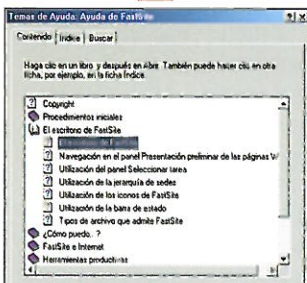 Temas de Ayuda: Ayuda de FastSite
Contenido Índice Buscar
Haga clic en un libro y después en Abrir. También puede hacer clic en otra
ficha, por ejemplo, en la ficha Índice.
Copyright
Procedimientos iniciales
El escritorio de FastSite
Navegación en el panel Presentación preliminar de las páginas W
Utilización del panel Seleccionar tarea
Utilización de la jerarquía de sedes
Utilización de los iconos de FastSite
Utilización de la barra de estado
Tipos de archivo que admite FastSite
¿Cómo puedo..?
FastSite e Internet
Herramientas productivas